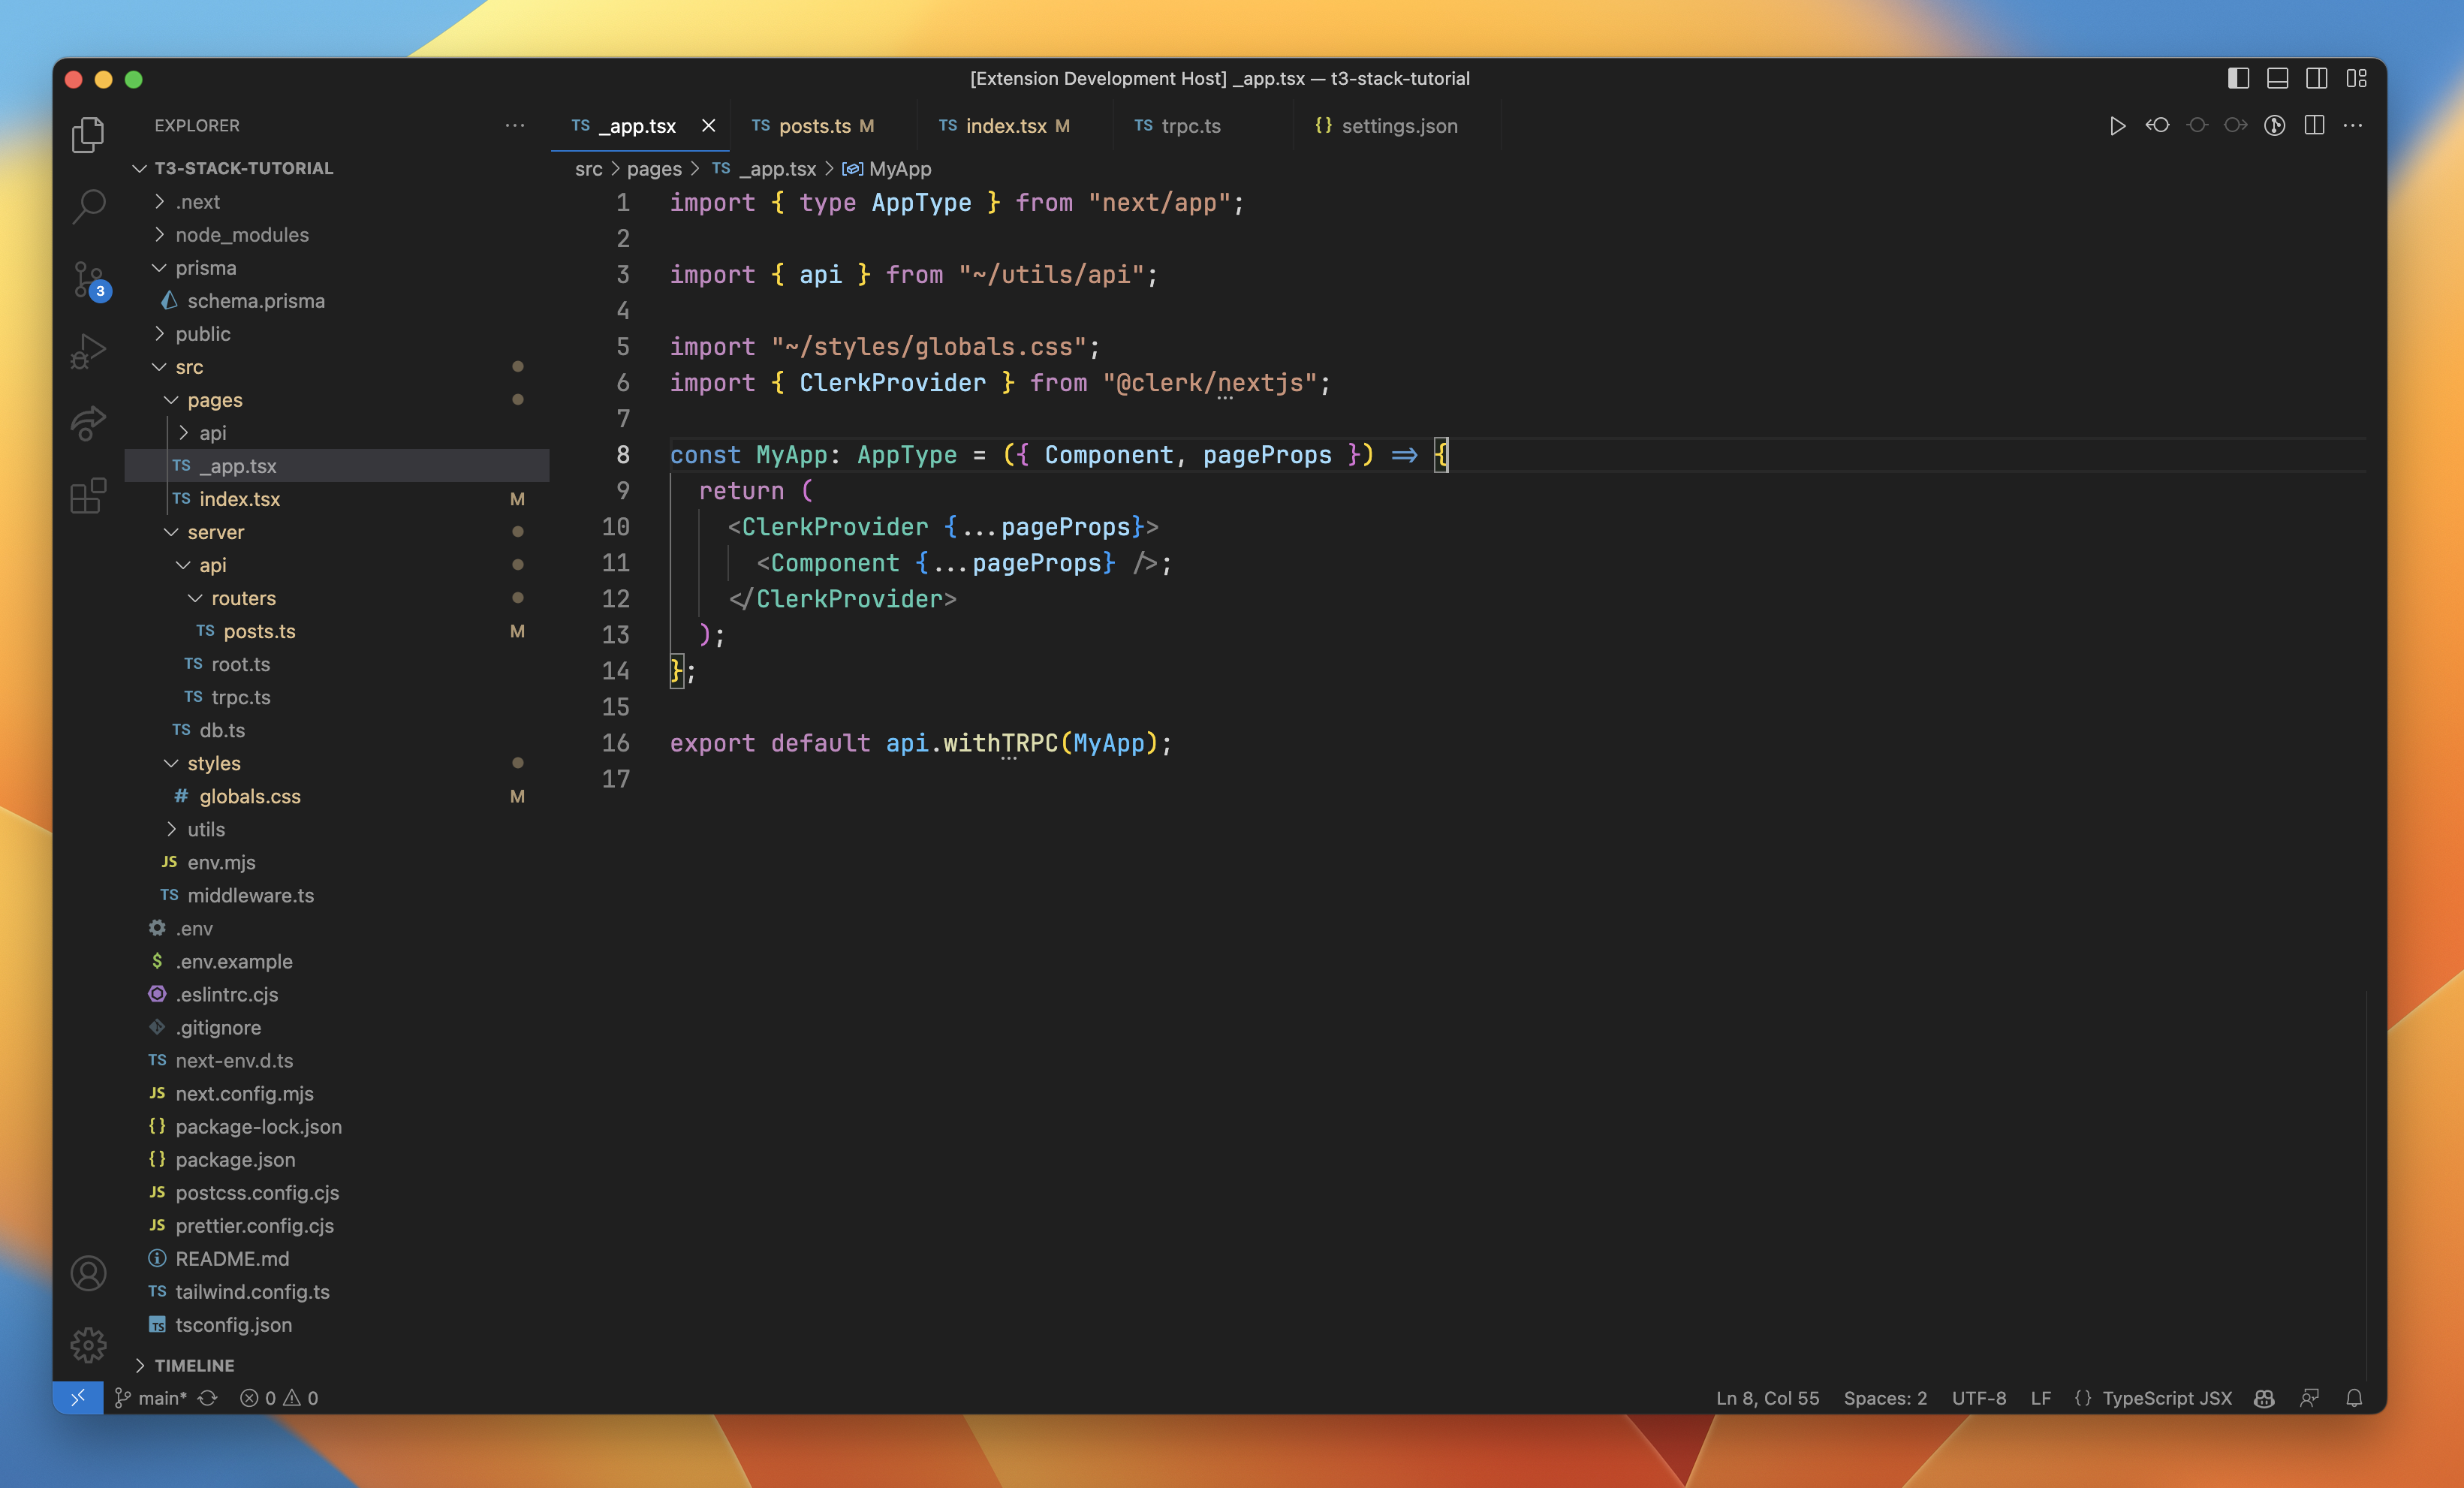 [Extension Development Host] _app.tsx — t3-stack-tutorial
EXPLORER
T3-STACK-TUTORIAL
.next
node_modules
prisma
schema.prisma
public
src
pages
api
TS _app.tsx
TS index.tsx M
server
api
routers
TS posts.ts M
TS root.ts
TS trpc.ts
TS db.ts
styles
# globals.css M
utils
JS env.mjs
TS middleware.ts
.env
$ .env.example
.eslintrc.cjs
.gitignore
TS next-env.d.ts
JS next.config.mjs
{} package-lock.json
{} package.json
JS postcss.config.cjs
JS prettier.config.cjs
README.md
TS tailwind.config.ts
TS tsconfig.json
TIMELINE
3
TS _app.tsx TS posts.ts M TS index.tsx M TS trpc.ts {} settings.json
src > pages > TS _app.tsx > MyApp
1 import { type AppType } from "next/app";
2
3 import { api } from "~/utils/api";
4
5 import "~/styles/globals.css";
6 import { ClerkProvider } from "@clerk/nextjs";
7
8 const MyApp: AppType = ({ Component, pageProps }) => {
9 return (
10 <ClerkProvider {...pageProps}>
11 <Component {...pageProps} />;
12 </ClerkProvider>
13 );
14 };
15
16 export default api.withTRPC(MyApp);
17
main* 0 0 Ln 8, Col 55 Spaces: 2 UTF-8 LF {} TypeScript JSX